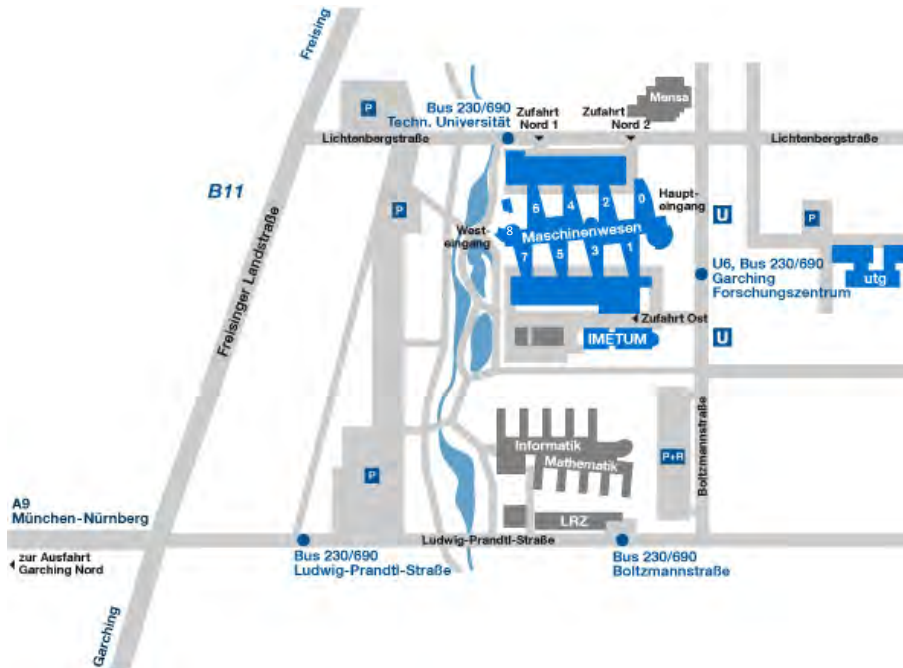 Freising
P
Mensa
Bus 230/690
Techn. Universität
Zufahrt
Nord 1
Zufahrt
Nord 2
Lichtenbergstraße
Lichtenbergstraße
B11
P
6
4
2
0
Haupt-
eingang
U
P
West-
eingang
8
Maschinenwesen
7
5
3
1
U6, Bus 230/690
Garching
Forschungszentrum
utg
Freisinger Landstraße
Zufahrt Ost
IMETUM
U
Informatik
Mathematik
P+R
Boltzmannstraße
P
A9
München-Nürnberg
LRZ
Ludwig-Prandtl-Straße
zur Ausfahrt
Garching Nord
Bus 230/690
Ludwig-Prandtl-Straße
Bus 230/690
Boltzmannstraße
Garching